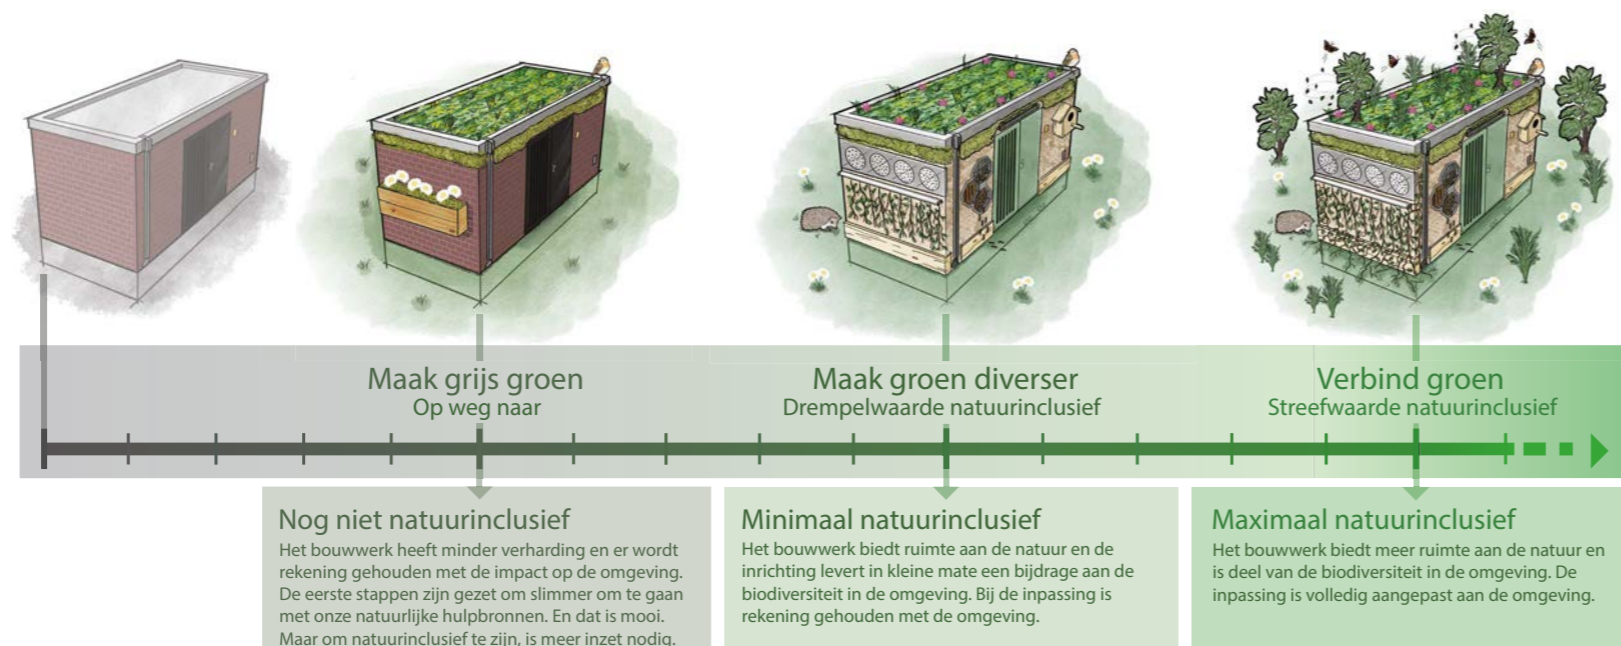 Maak grijs groen
Op weg naar
Maak groen diverser
Drempelwaarde natuurinclusief
Verbind groen
Streefwaarde natuurinclusief
Nog niet natuurinclusief
Het bouwwerk heeft minder verharding en er wordt
rekening gehouden met de impact op de omgeving.
De eerste stappen zijn gezet om slimmer om te gaan
met onze natuurlijke hulpbronnen. En dat is mooi.
Maar om natuurinclusief te zijn, is meer inzet nodig.
Minimaal natuurinclusief
Het bouwwerk biedt ruimte aan de natuur en de
inrichting levert in kleine mate een bijdrage aan de
biodiversiteit in de omgeving. Bij de inpassing is
rekening gehouden met de omgeving.
Maximaal natuurinclusief
Het bouwwerk biedt meer ruimte aan de natuur en
is deel van de biodiversiteit in de omgeving. De
inpassing is volledig aangepast aan de omgeving.